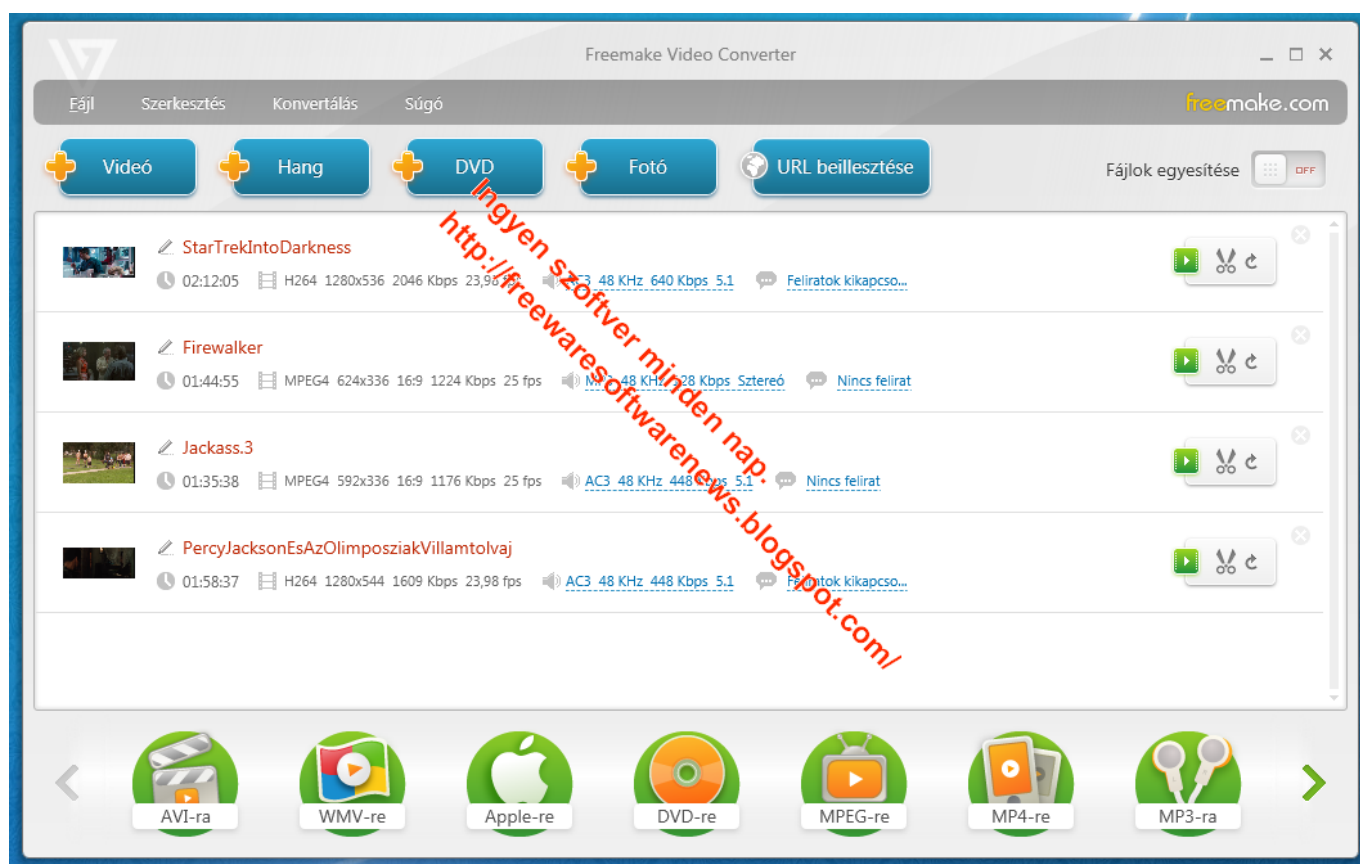 Freemake Video Converter
Fájl Szerkesztés Konvertálás Súgó freemake.com
Videó Hang DVD Fotó URL beillesztése Fájlok egyesítése OFF
StarTrekIntoDarkness
02:12:05 H264 1280x536 2046 Kbps 23,98 fps AC3 48 KHz 640 Kbps 5.1 Feliratok kikapcso...
Firewalker
01:44:55 MPEG4 624x336 16:9 1224 Kbps 25 fps MP3 48 KHz 128 Kbps Sztereó Nincs felirat
Jackass.3
01:35:38 MPEG4 592x336 16:9 1176 Kbps 25 fps AC3 48 KHz 448 Kbps 5.1 Nincs felirat
PercyJacksonEsAzOlimposziakVillamtolvaj
01:58:37 H264 1280x544 1609 Kbps 23,98 fps AC3 48 KHz 448 Kbps 5.1 Feliratok kikapcso...
Ingyen szoftver minden nap.
http://freewaresoftwarenews.blogspot.com/
AVI-ra WMV-re Apple-re DVD-re MPEG-re MP4-re MP3-ra